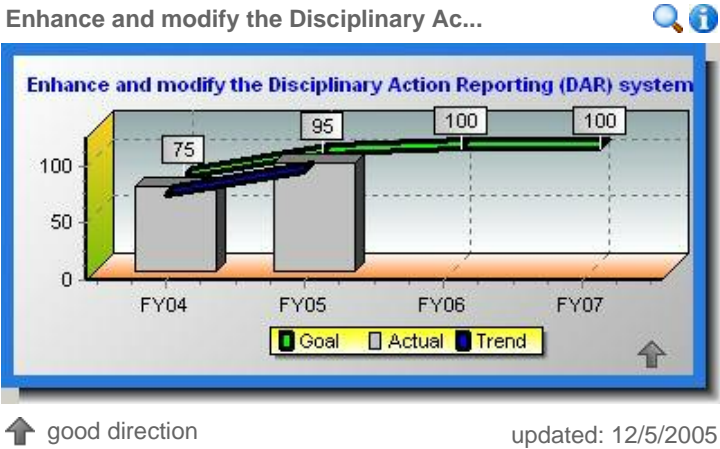 Enhance and modify the Disciplinary Ac...
Enhance and modify the Disciplinary Action Reporting (DAR) system
75
95
100
100
100
50
0
FY04
FY05
FY06
FY07
Goal Actual Trend
good direction
updated: 12/5/2005